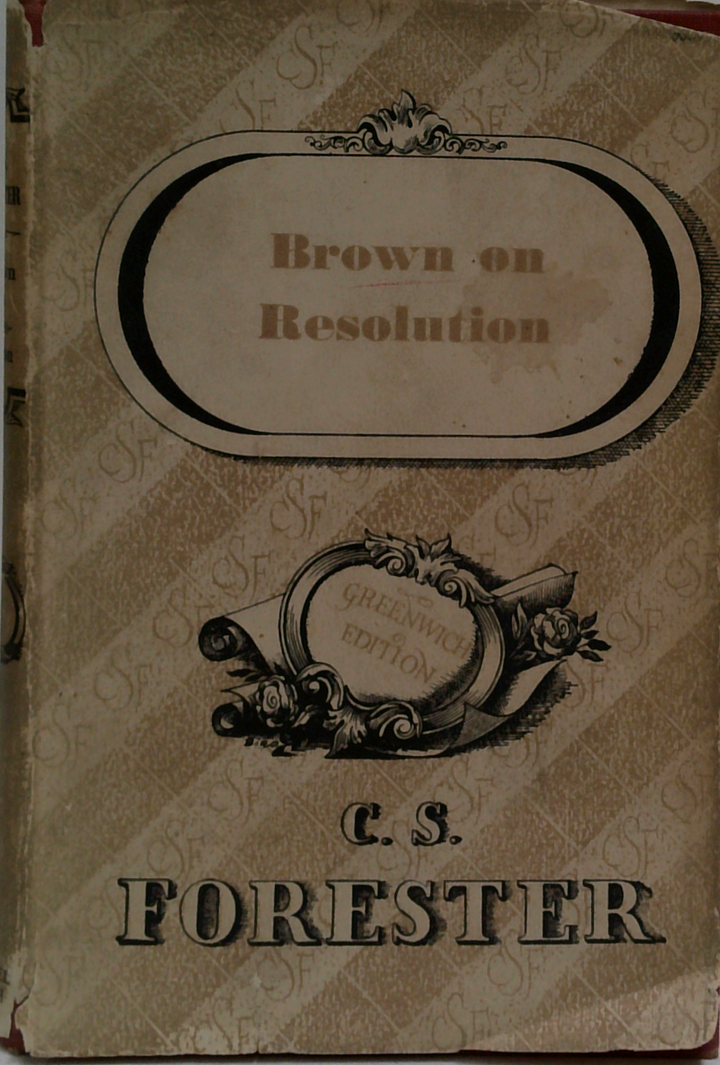 Brown on
Resolution
GREENWICH
EDITION
C. S.
FORESTER